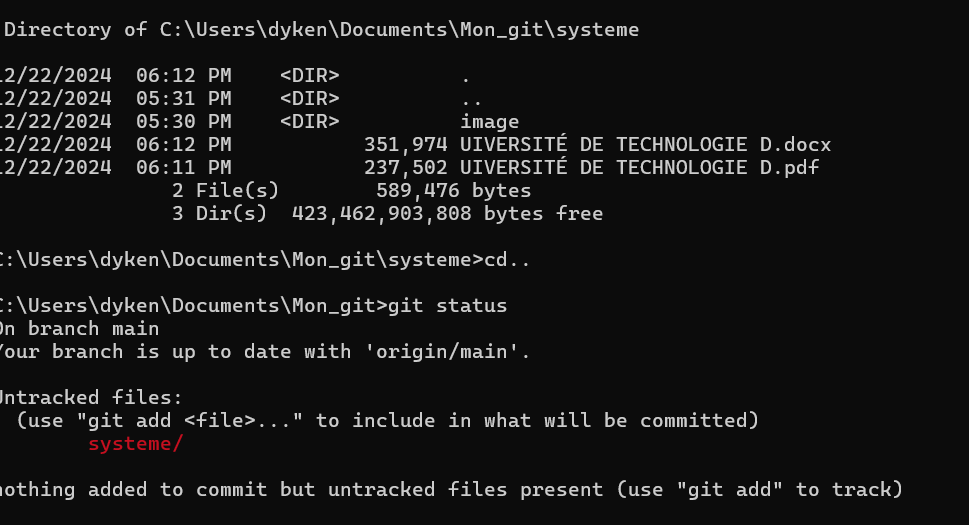 Directory of C:\Users\dyken\Documents\Mon_git\systeme
12/22/2024  06:12 PM    <DIR>          .
12/22/2024  05:31 PM    <DIR>          ..
12/22/2024  05:30 PM    <DIR>          image
12/22/2024  06:12 PM           351,974 UIVERSITÉ DE TECHNOLOGIE D.docx
12/22/2024  06:11 PM           237,502 UIVERSITÉ DE TECHNOLOGIE D.pdf
2 File(s)        589,476 bytes
3 Dir(s)  423,462,903,808 bytes free
C:\Users\dyken\Documents\Mon_git\systeme>cd..
C:\Users\dyken\Documents\Mon_git>git status
On branch main
Your branch is up to date with 'origin/main'.
Untracked files:
(use "git add <file>..." to include in what will be committed)
systeme/
nothing added to commit but untracked files present (use "git add" to track)